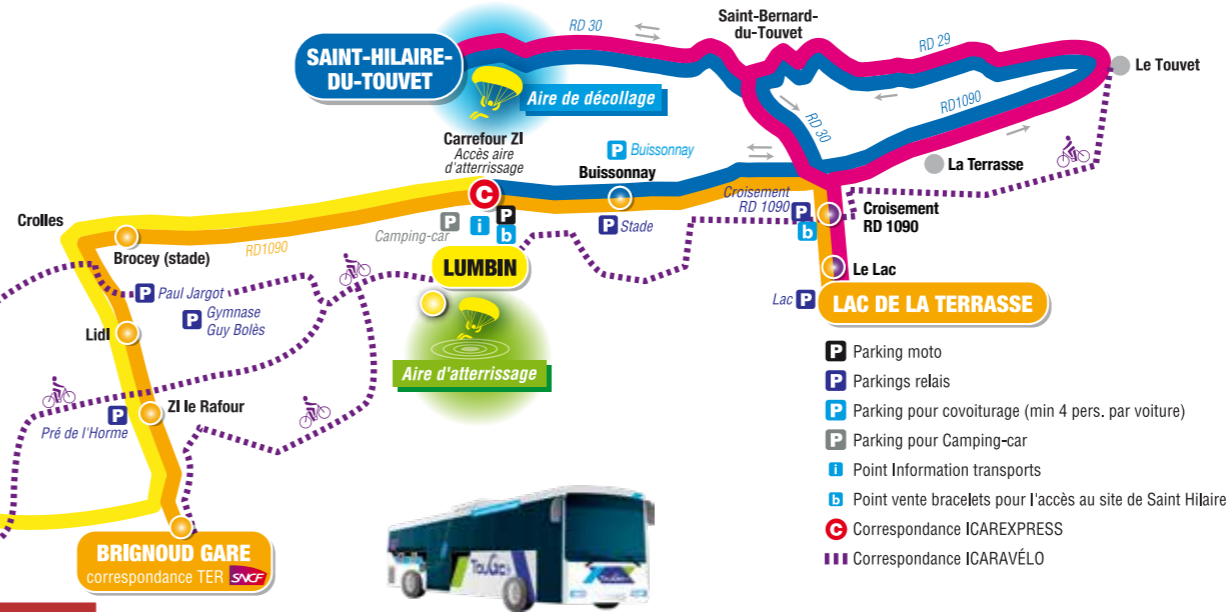 Saint-Bernard-
du-Touvet
RD 30
RD 29
SAINT-HILAIRE-
DU-TOUVET
Le Touvet
Aire de décollage
RD1090
RD 30
Carrefour ZI
Accès aire
d'atterrissage
P Buissonnay
Buissonnay
La Terrasse
C
Croisement
RD 1090
P
Croisement
RD 1090
Crolles
P
Camping-car
i
P
b
P Stade
b
Brocey (stade)
RD1090
LUMBIN
Le Lac
P Paul Jargot
Lac P
LAC DE LA TERRASSE
P Gymnase
Guy Bolès
Lidl
P Parking moto
Aire d'atterrissage
P Parkings relais
ZI le Rafour
P
Pré de l'Horme
P Parking pour covoiturage (min 4 pers. par voiture)
P Parking pour Camping-car
i Point Information transports
b Point vente bracelets pour l'accès au site de Saint Hilaire
C Correspondance ICAREXPRESS
Correspondance ICARAVÉLO
BRIGNOUD GARE
correspondance TER SNCF
TouGo